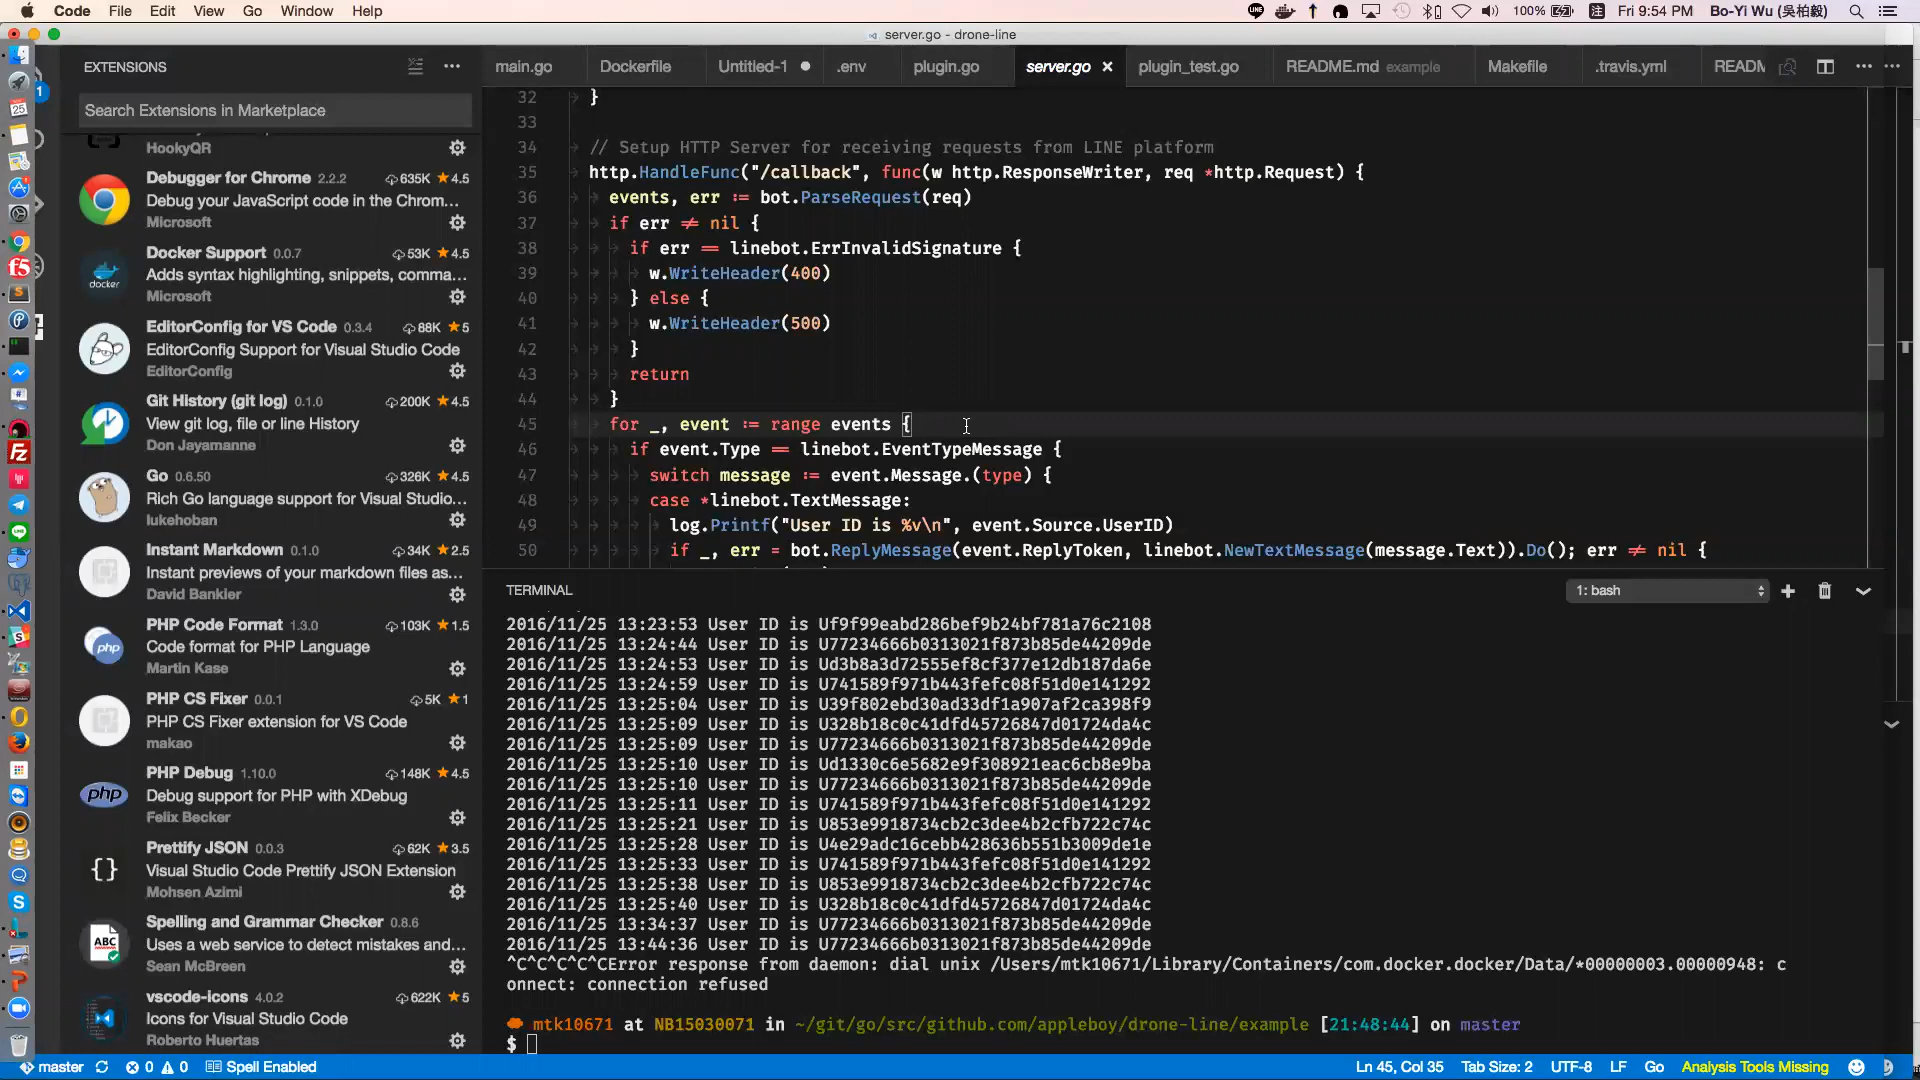 Code File Edit View Go Window Help
100% Fri 9:54 PM Bo-Yi Wu (吳柏毅)
server.go - drone-line
EXTENSIONS
Search Extensions in Marketplace
HookyQR
Debugger for Chrome 2.2.2 635K ★4.5
Debug your JavaScript code in the Chrom...
Microsoft
Docker Support 0.0.7 53K ★4.5
Adds syntax highlighting, snippets, comma...
Microsoft
EditorConfig for VS Code 0.3.4 88K ★5
EditorConfig Support for Visual Studio Code
EditorConfig
Git History (git log) 0.1.0 200K ★4.5
View git log, file or line History
Don Jayamanne
Go 0.6.50 326K ★4.5
Rich Go language support for Visual Studio...
lukehoban
Instant Markdown 0.1.0 34K ★2.5
Instant previews of your markdown files as...
David Bankier
PHP Code Format 1.3.0 103K ★1.5
Code format for PHP Language
Martin Kase
PHP CS Fixer 0.0.1 5K ★1
PHP CS Fixer extension for VS Code
makao
PHP Debug 1.10.0 148K ★4.5
Debug support for PHP with XDebug
Felix Becker
Prettify JSON 0.0.3 62K ★3.5
Visual Studio Code Prettify JSON Extension
Mohsen Azimi
Spelling and Grammar Checker 0.8.6
Uses a web service to detect mistakes and...
Sean McBreen
vscode-icons 4.0.2 622K ★5
Icons for Visual Studio Code
Roberto Huertas
main.go Dockerfile Untitled-1 .env plugin.go server.go plugin_test.go README.md example Makefile .travis.yml READM
32 }
33
34 // Setup HTTP Server for receiving requests from LINE platform
35 http.HandleFunc("/callback", func(w http.ResponseWriter, req *http.Request) {
36 events, err := bot.ParseRequest(req)
37 if err ≠ nil {
38 if err == linebot.ErrInvalidSignature {
39 w.WriteHeader(400)
40 } else {
41 w.WriteHeader(500)
42 }
43 return
44 }
45 for _, event := range events {
46 if event.Type == linebot.EventTypeMessage {
47 switch message := event.Message.(type) {
48 case *linebot.TextMessage:
49 log.Printf("User ID is %v\n", event.Source.UserID)
50 if _, err = bot.ReplyMessage(event.ReplyToken, linebot.NewTextMessage(message.Text)).Do(); err ≠ nil {
TERMINAL 1: bash
2016/11/25 13:23:53 User ID is Uf9f99eabd286bef9b24bf781a76c2108
2016/11/25 13:24:44 User ID is U77234666b0313021f873b85de44209de
2016/11/25 13:24:53 User ID is Ud3b8a3d72555ef8cf377e12db187da6e
2016/11/25 13:24:59 User ID is U741589f971b443fefc08f51d0e141292
2016/11/25 13:25:04 User ID is U39f802ebd30ad33df1a907af2ca398f9
2016/11/25 13:25:09 User ID is U328b18c0c41dfd45726847d01724da4c
2016/11/25 13:25:09 User ID is U77234666b0313021f873b85de44209de
2016/11/25 13:25:10 User ID is Ud1330c6e5682e9f308921eac6cb8e9ba
2016/11/25 13:25:10 User ID is U77234666b0313021f873b85de44209de
2016/11/25 13:25:11 User ID is U741589f971b443fefc08f51d0e141292
2016/11/25 13:25:21 User ID is U853e9918734cb2c3dee4b2cfb722c74c
2016/11/25 13:25:28 User ID is U4e29adc16cebb428636b551b3009de1e
2016/11/25 13:25:33 User ID is U741589f971b443fefc08f51d0e141292
2016/11/25 13:25:38 User ID is U853e9918734cb2c3dee4b2cfb722c74c
2016/11/25 13:25:40 User ID is U328b18c0c41dfd45726847d01724da4c
2016/11/25 13:34:37 User ID is U77234666b0313021f873b85de44209de
2016/11/25 13:44:36 User ID is U77234666b0313021f873b85de44209de
^C^C^C^C^CError response from daemon: dial unix /Users/mtk10671/Library/Containers/com.docker.docker/Data/*00000003.00000948: c
onnect: connection refused
mtk10671 at NB15030071 in ~/git/go/src/github.com/appleboy/drone-line/example [21:48:44] on master
$
master 0 0 Spell Enabled Ln 45, Col 35 Tab Size: 2 UTF-8 LF Go Analysis Tools Missing